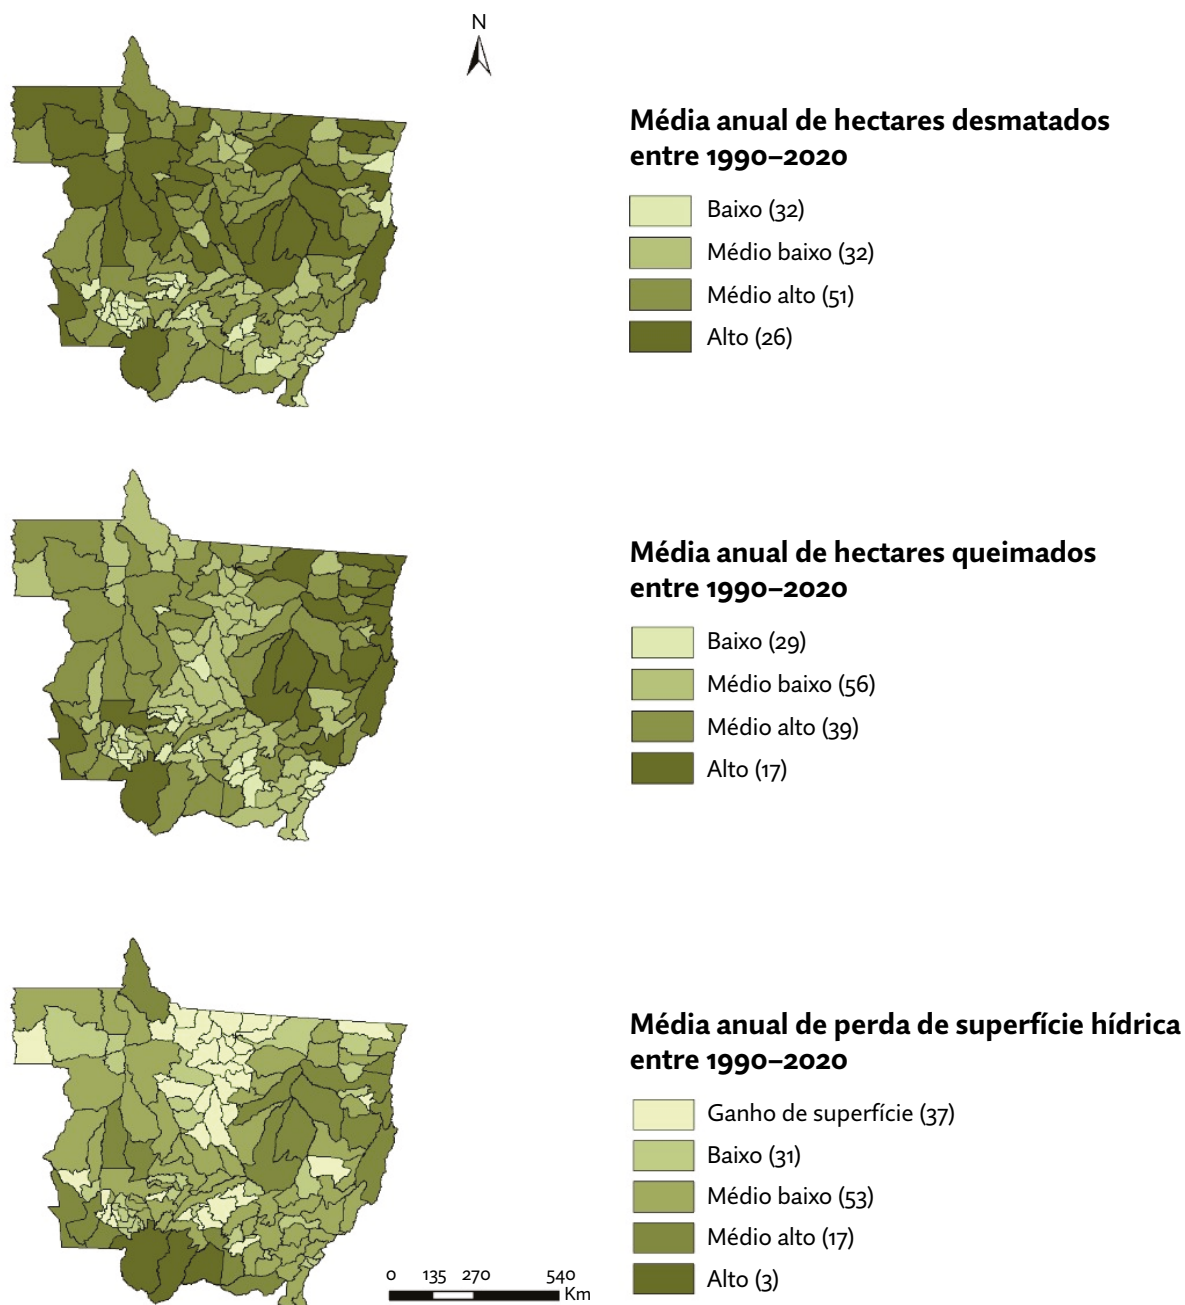 N
Média anual de hectares desmatados
entre 1990–2020
Baixo (32)
Médio baixo (32)
Médio alto (51)
Alto (26)
Média anual de hectares queimados
entre 1990–2020
Baixo (29)
Médio baixo (56)
Médio alto (39)
Alto (17)
Média anual de perda de superfície hídrica
entre 1990–2020
Ganho de superfície (37)
Baixo (31)
Médio baixo (53)
Médio alto (17)
Alto (3)
0 135 270 540
Km